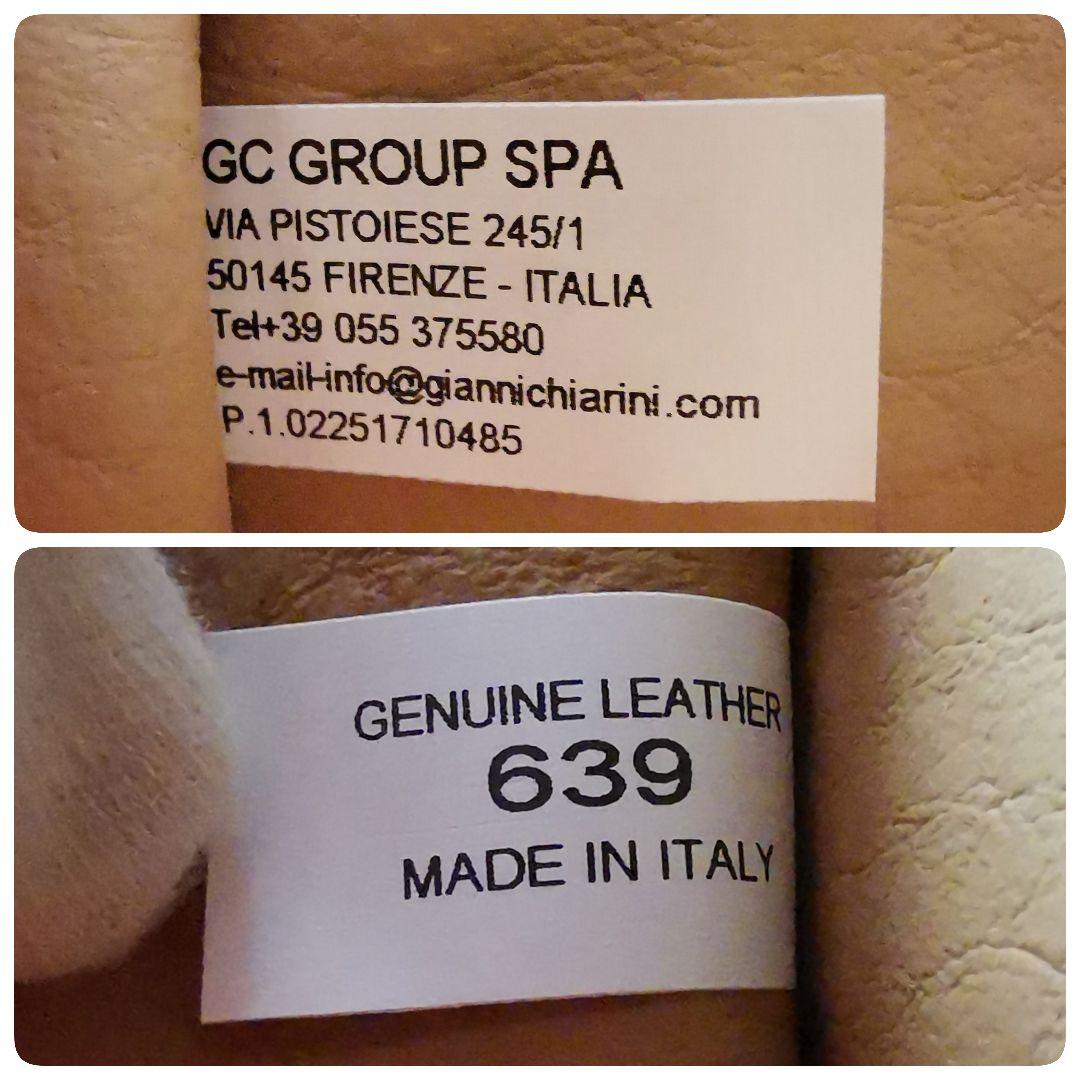 GC GROUP SPA
VIA PISTOIESE 245/1
50145 FIRENZE - ITALIA
Tel+39 055 375580
e-mail-info@giannichiarini.com
P.1.02251710485
GENUINE LEATHER
639
MADE IN ITALY